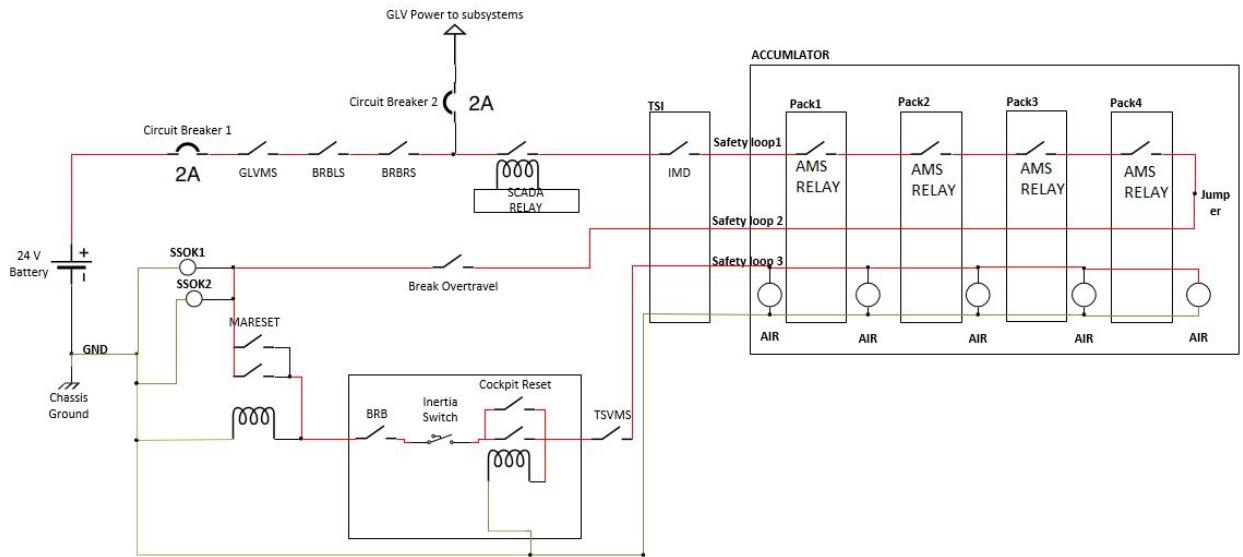 GLV Power to subsystems
Circuit Breaker 2
2A
ACCUMLATOR
TSI
Pack1
Pack2
Pack3
Pack4
Circuit Breaker 1
2A
GLVMS
BRBLS
BRBRS
SCADA
RELAY
IMD
Safety loop1
AMS
RELAY
AMS
RELAY
AMS
RELAY
AMS
RELAY
Jump
er
Safety loop 2
24 V
Battery
+
-
SSOK1
SSOK2
Break Overtravel
Safety loop 3
MARESET
GND
Chassis
Ground
AIR
AIR
AIR
AIR
AIR
BRB
Inertia
Switch
Cockpit Reset
TSVMS